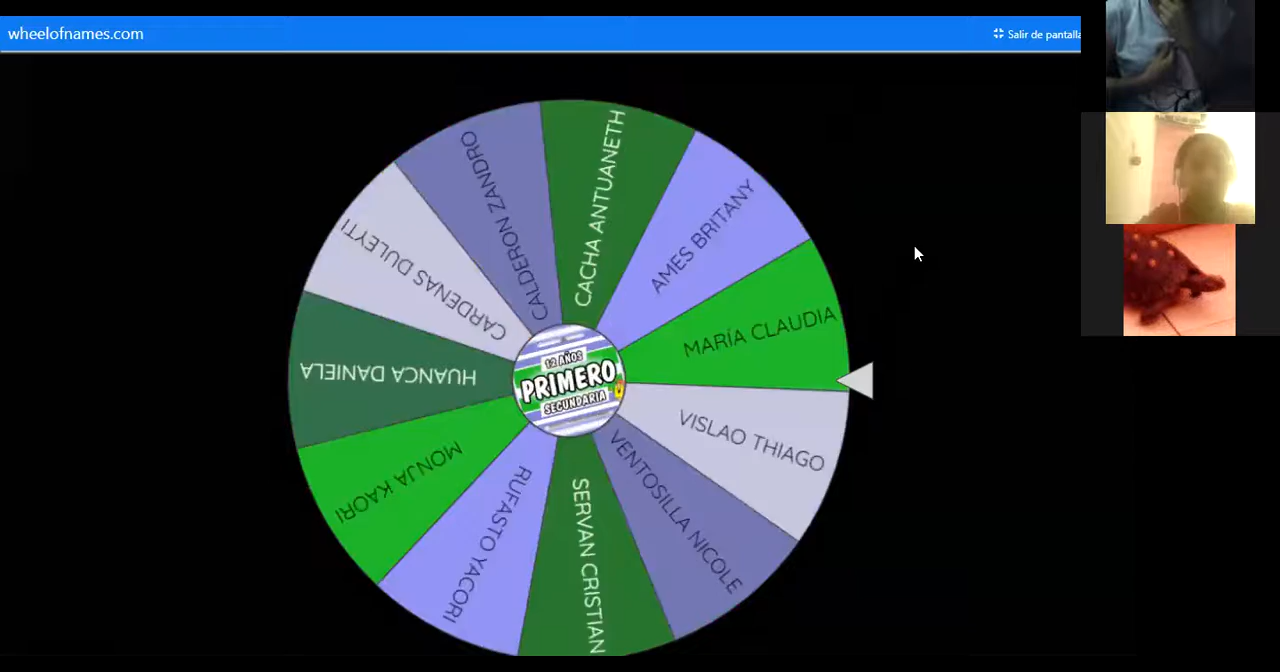 wheelofnames.com
Salir de pantalla
CALDERON ZANDRO
CACHA ANTUANETH
AMES BRITANY
MARÍA CLAUDIA
VISLAO THIAGO
VENTOSILLA NICOLE
SERVAN CRISTIAN
RUFASTO YACORI
MONJA KAORI
HUANCA DANIELA
CARDENAS DULEYTI
12 AÑOS
PRIMERO
SECUNDARIA